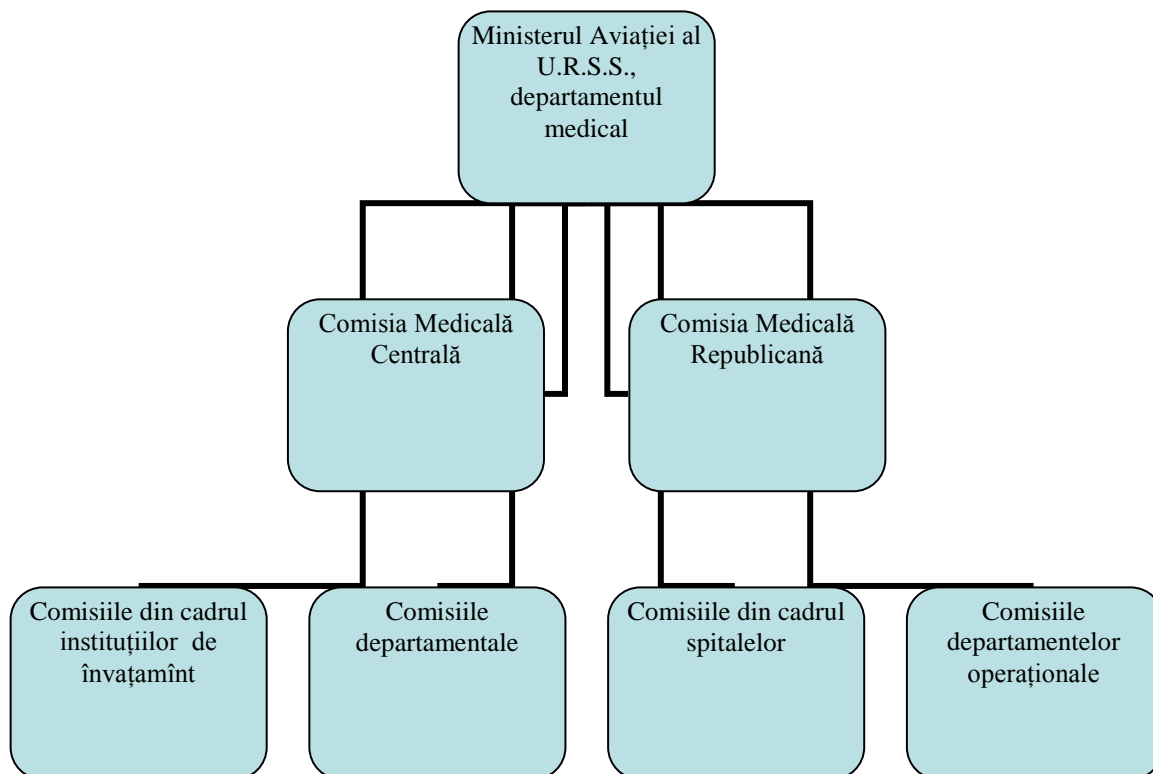 Ministerul Aviației al
U.R.S.S.,
departamentul
medical
Comisia Medicală
Centrală
Comisia Medicală
Republicană
Comisiile din cadrul
instituțiilor de
învațamînt
Comisiile
departamentale
Comisiile din cadrul
spitalelor
Comisiile
departamentelor
operaționale